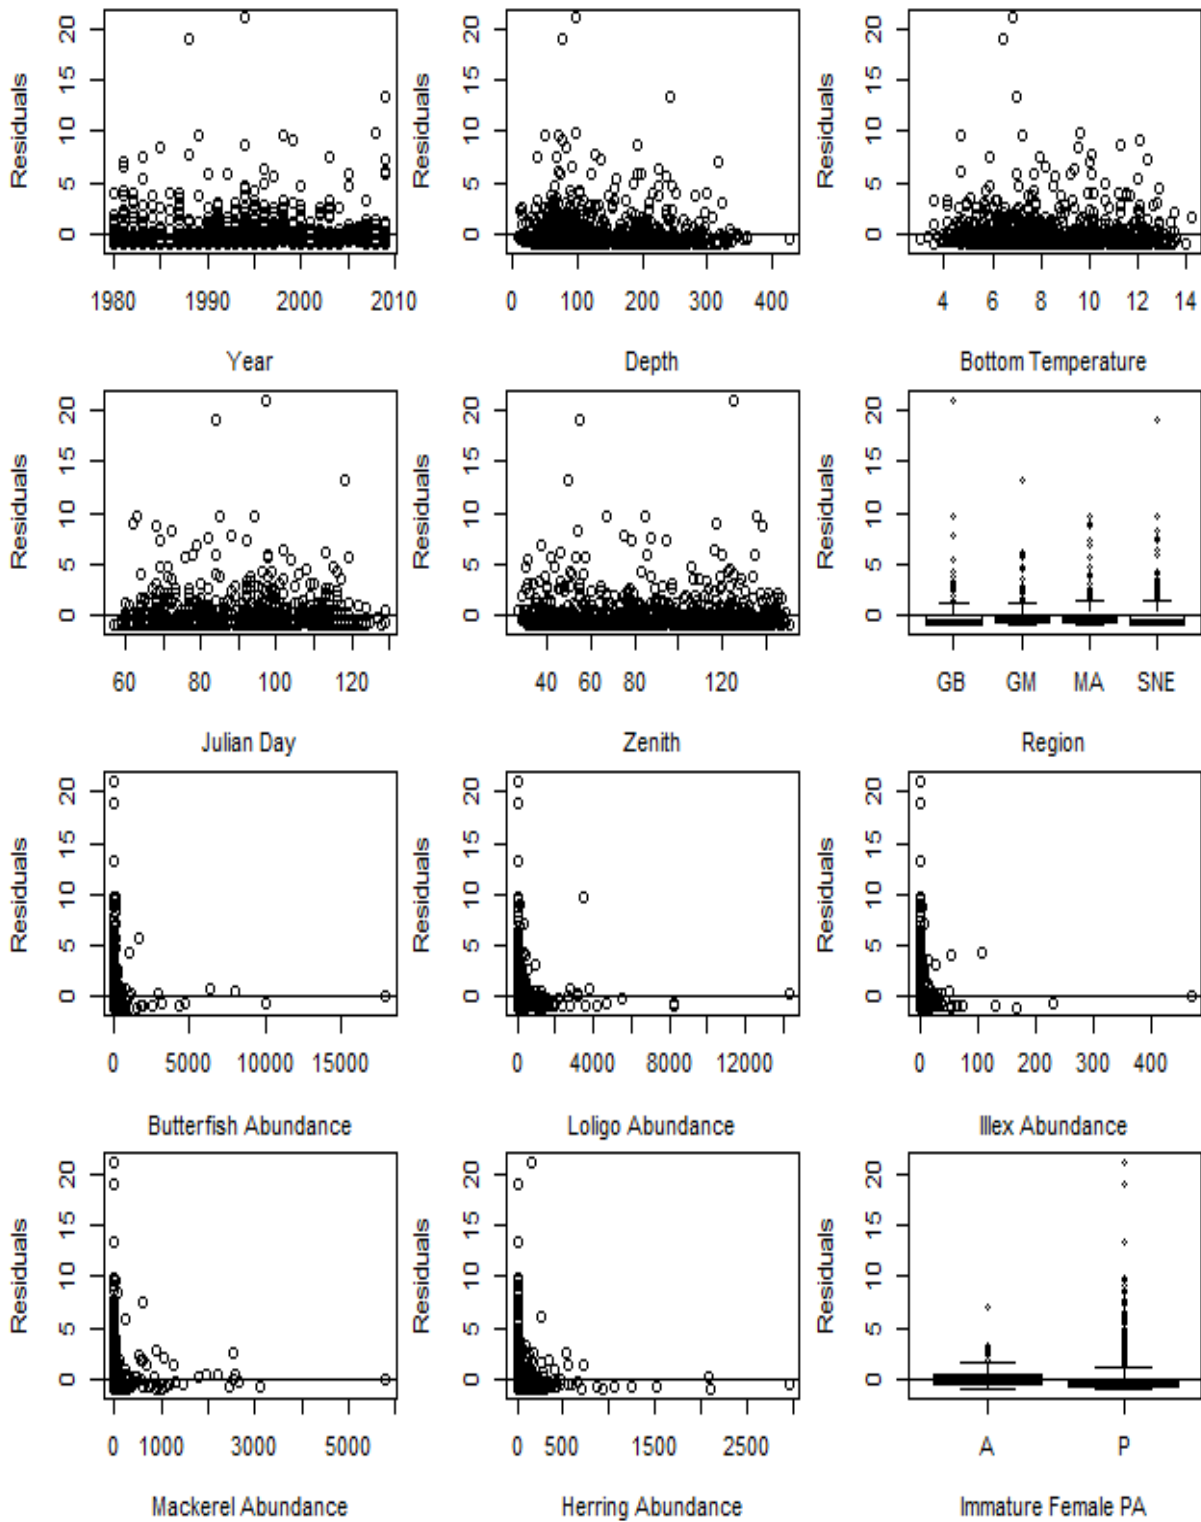 Residuals
0 5 10 15 20
1980 1990 2000 2010
Year
Residuals
0 5 10 15 20
0 100 200 300 400
Depth
Residuals
0 5 10 15 20
4 6 8 10 12 14
Bottom Temperature
Residuals
0 5 10 15 20
60 80 100 120
Julian Day
Residuals
0 5 10 15 20
40 60 80 120
Zenith
Residuals
0 5 10 15 20
GB GM MA SNE
Region
Residuals
0 5 10 15 20
0 5000 10000 15000
Butterfish Abundance
Residuals
0 5 10 15 20
0 4000 8000 12000
Loligo Abundance
Residuals
0 5 10 15 20
0 100 200 300 400
Illex Abundance
Residuals
0 5 10 15 20
0 1000 3000 5000
Mackerel Abundance
Residuals
0 5 10 15 20
0 500 1500 2500
Herring Abundance
Residuals
0 5 10 15 20
A P
Immature Female PA